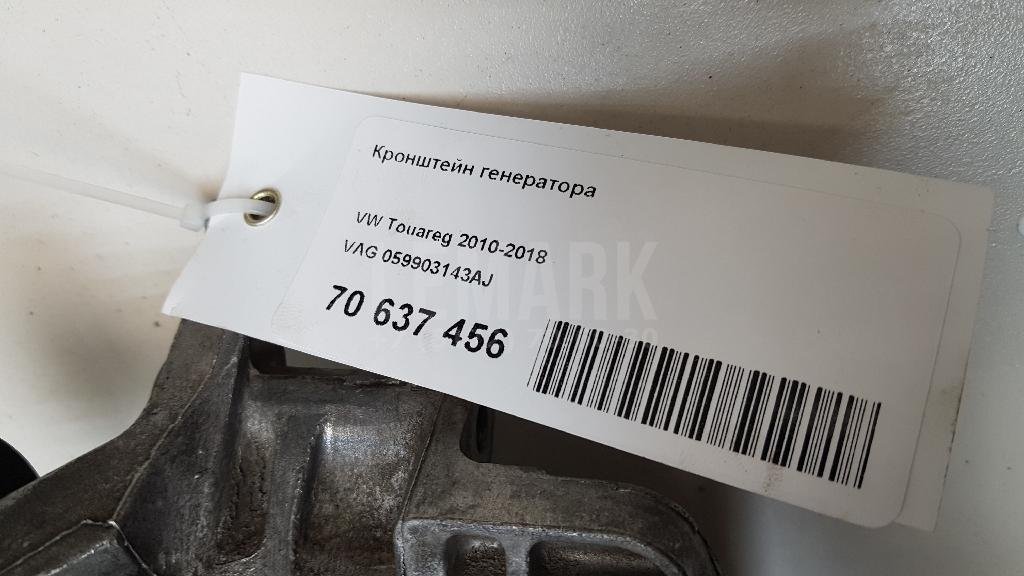 Кронштейн генератора
VW Touareg 2010-2018
VAG 059903143AJ
70 637 456